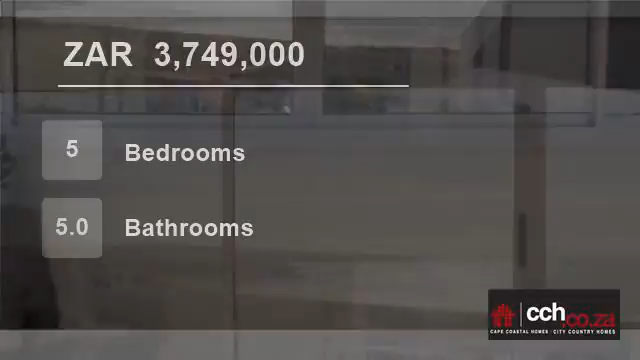 ZAR 3,749,000
5 Bedrooms
5.0 Bathrooms
cch.co.za
CAPE COASTAL HOMES · CITY COUNTRY HOMES